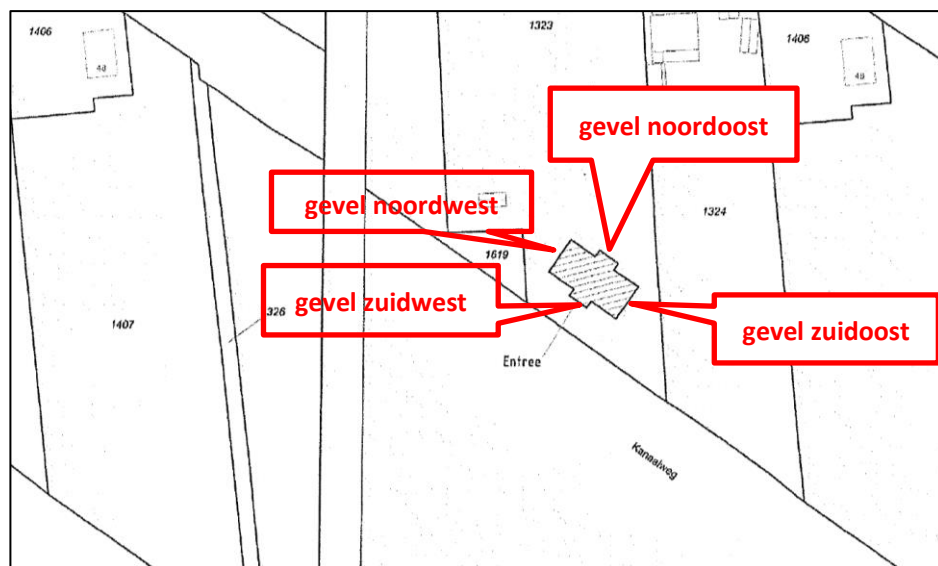 1406
48
1323
1406
48
gevel noordoost
gevel noordwest
1324
1619
gevel zuidwest
326
1407
gevel zuidoost
Entree
Kanaalweg